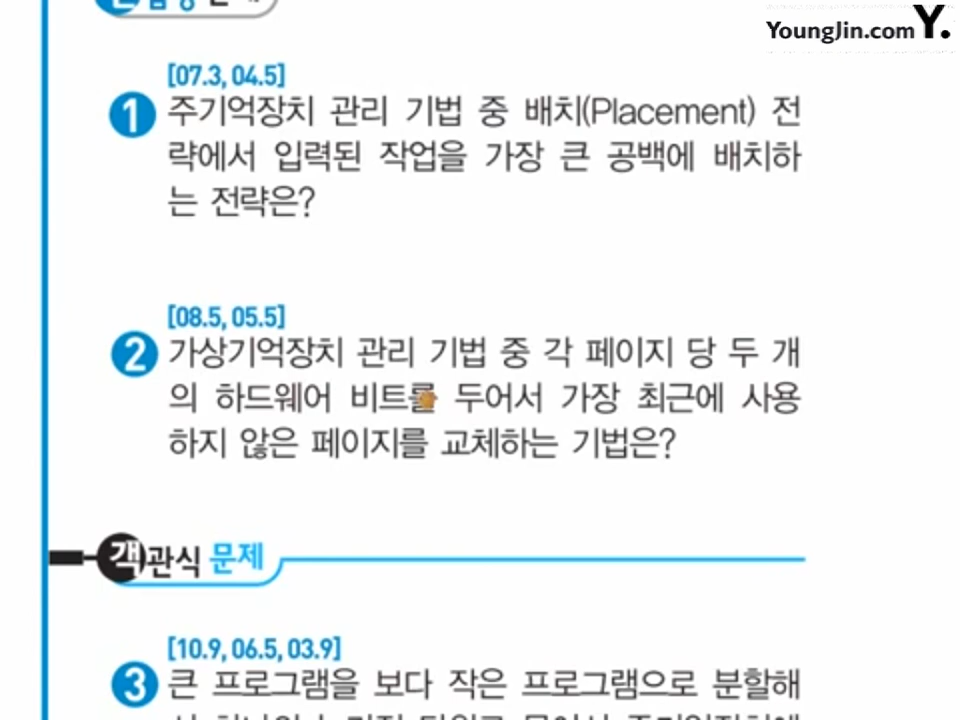 YoungJin.com Y.
[07.3, 04.5]
1 주기억장치 관리 기법 중 배치(Placement) 전
략에서 입력된 작업을 가장 큰 공백에 배치하
는 전략은?
[08.5, 05.5]
2 가상기억장치 관리 기법 중 각 페이지 당 두 개
의 하드웨어 비트를 두어서 가장 최근에 사용
하지 않은 페이지를 교체하는 기법은?
객관식 문제
[10.9, 06.5, 03.9]
3 큰 프로그램을 보다 작은 프로그램으로 분할해